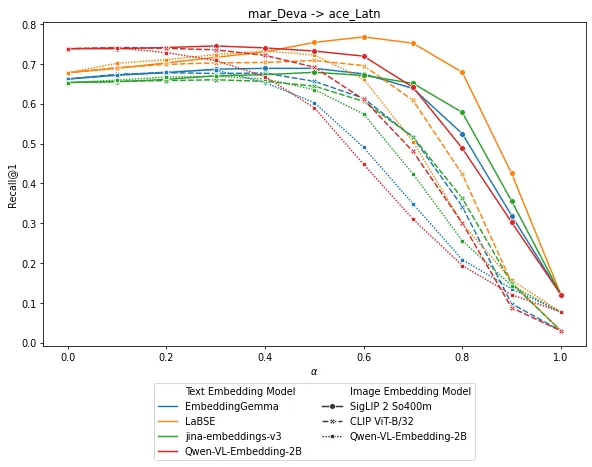 mar_Deva -> ace_Latn
0.8
0.7
0.6
0.5
0.4
0.3
0.2
0.1
0.0
Recall@1
0.0 0.2 0.4 0.6 0.8 1.0
α
Text Embedding Model
EmbeddingGemma
LaBSE
jina-embeddings-v3
Qwen-VL-Embedding-2B
Image Embedding Model
SigLIP 2 So400m
CLIP ViT-B/32
Qwen-VL-Embedding-2B